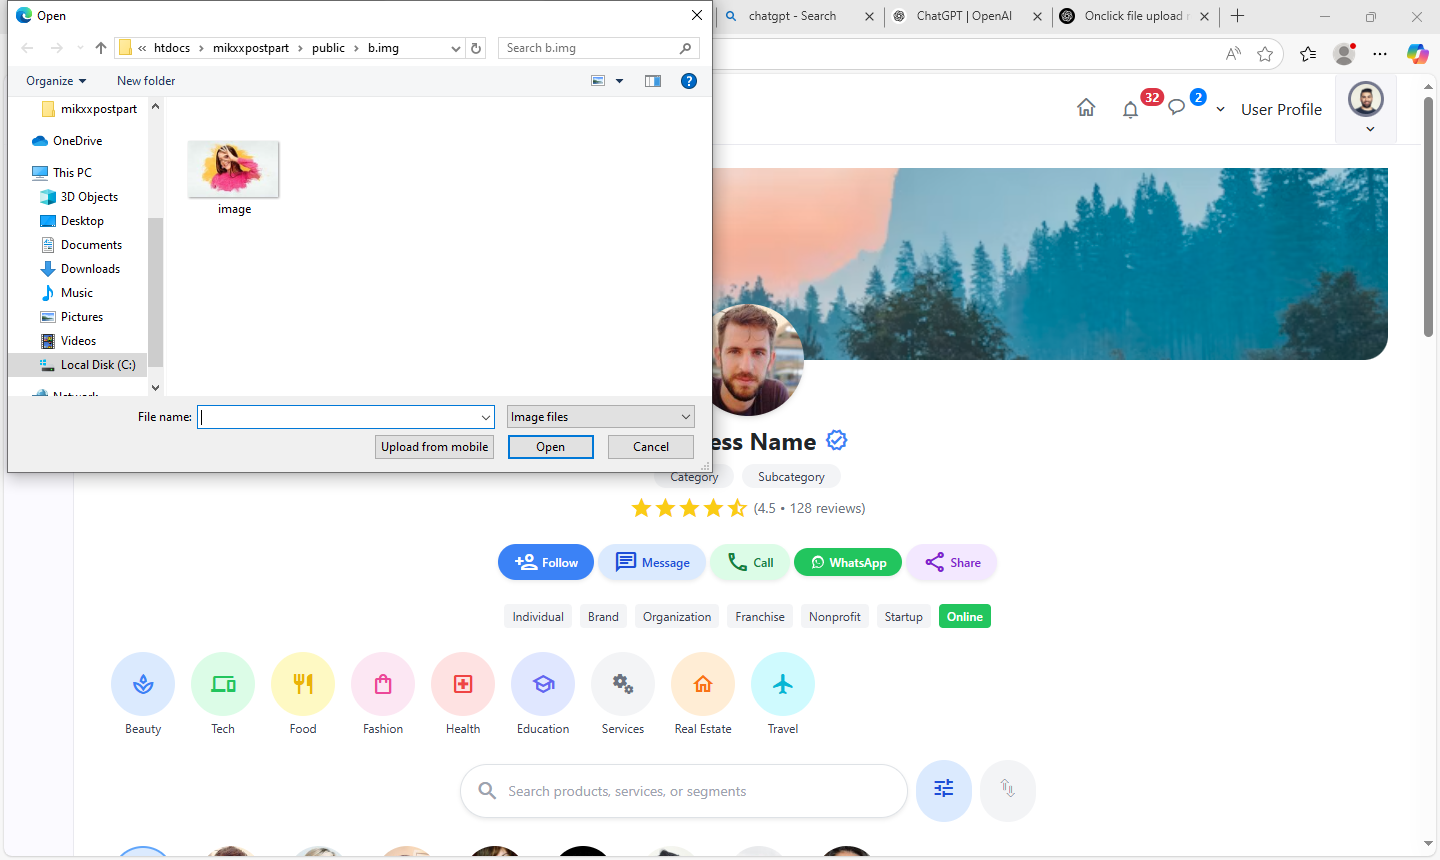 Open
chatgpt - Search
ChatGPT | OpenAI
Onclick file upload
« htdocs > mikxxpostpart > public > b.img
Search b.img
Organize
New folder
mikxxpostpart
OneDrive
This PC
3D Objects
Desktop
Documents
Downloads
Music
Pictures
Videos
Local Disk (C:)
Network
image
File name:
Image files
Upload from mobile
Open
Cancel
32
2
User Profile
ess Name
Category
Subcategory
(4.5 • 128 reviews)
Follow
Message
Call
WhatsApp
Share
Individual
Brand
Organization
Franchise
Nonprofit
Startup
Online
Beauty
Tech
Food
Fashion
Health
Education
Services
Real Estate
Travel
Search products, services, or segments